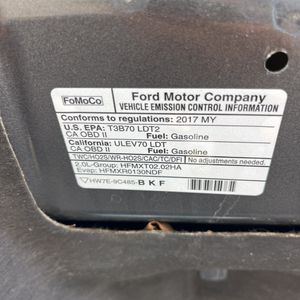 FoMoCo
Ford Motor Company
VEHICLE EMISSION CONTROL INFORMATION
Conforms to regulations: 2017 MY
U.S. EPA: T3B70 LDT2
CA OBD II Fuel: Gasoline
California: ULEV70 LDT
CA OBD II Fuel: Gasoline
TWC/HO2S/WR-HO2S/CAC/TC/DFI No adjustments needed.
2.0L-Group: HFMXT02.02HA
Evap: HFMXR0130NDF
HW7E-9C485-BKF